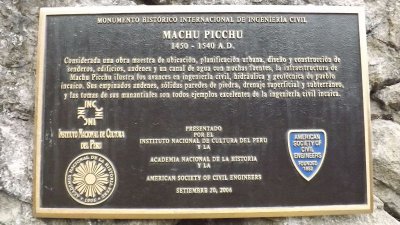 MONUMENTO HISTÓRICO INTERNACIONAL DE INGENIERÍA CIVIL
MACHU PICCHU
1450 - 1540 A.D.
Considerada una obra maestra de ubicación, planificación urbana, diseño y construcción de
senderos, edificios, andenes y un canal de agua con muchas fuentes, la infraestructura de
Machu Picchu ilustra los avances en ingeniería civil, hidráulica y geotécnica de pueblo
incaico. Sus empinados andenes, sólidas paredes de piedra, drenaje superficial y subterráneo,
y las tomas de sus manantiales son todos ejemplos excelentes de la ingeniería civil incaica.
INC
INSTITUTO NACIONAL DE CULTURA
DEL PERU
PRESENTADO
POR EL
INSTITUTO NACIONAL DE CULTURA DEL PERU
Y LA
ACADEMIA NACIONAL DE LA HISTORIA
Y LA
AMERICAN SOCIETY OF CIVIL ENGINEERS
SETIEMBRE 20, 2006
AMERICAN
SOCIETY OF
CIVIL
ENGINEERS
FOUNDED
1852